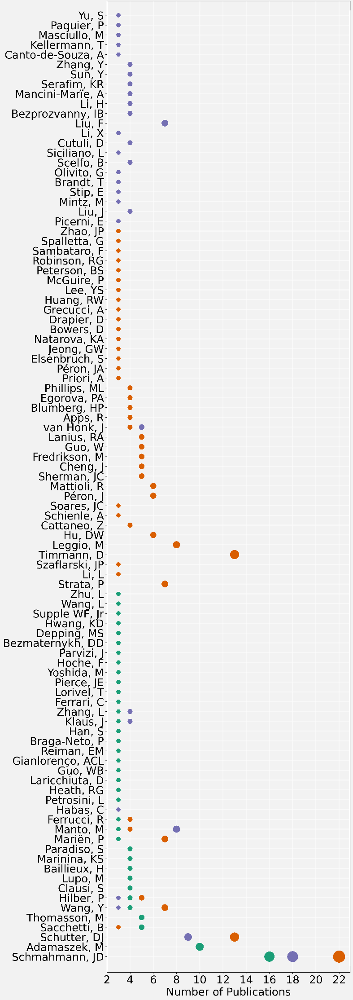 Yu, S
Paquier, P
Masciullo, M
Kellermann, T
Canto-de-Souza, A
Zhang, Y
Sun, Y
Serafim, KR
Mancini-Marïe, A
Li, H
Bezprozvanny, IB
Liu, F
Li, X
Cutuli, D
Siciliano, L
Scelfo, B
Olivito, G
Brandt, T
Stip, E
Mintz, M
Liu, J
Picerni, E
Zhao, JP
Spalletta, G
Sambataro, F
Robinson, RG
Peterson, BS
McGuire, P
Lee, YS
Huang, RW
Grecucci, A
Drapier, D
Bowers, D
Natarova, KA
Jeong, GW
Elsenbruch, S
Péron, JA
Priori, A
Phillips, ML
Egorova, PA
Blumberg, HP
Apps, R
van Honk, J
Lanius, RA
Guo, W
Fredrikson, M
Cheng, J
Sherman, JC
Mattioli, R
Péron, J
Soares, JC
Schienle, A
Cattaneo, Z
Hu, DW
Leggio, M
Timmann, D
Szaflarski, JP
Li, L
Strata, P
Zhu, L
Wang, L
Supple WF, Jr
Hwang, KD
Depping, MS
Bezmaternykh, DD
Parvizi, J
Hoche, F
Yoshida, M
Pierce, JE
Lorivel, T
Ferrari, C
Zhang, L
Klaus, J
Han, S
Braga-Neto, P
Reiman, EM
Gianlorenço, ACL
Guo, WB
Laricchiuta, D
Heath, RG
Petrosini, L
Habas, C
Ferrucci, R
Manto, M
Mariën, P
Paradiso, S
Marinina, KS
Baillieux, H
Lupo, M
Clausi, S
Hilber, P
Wang, Y
Thomasson, M
Sacchetti, B
Schutter, DJ
Adamaszek, M
Schmahmann, JD
2 4 6 8 10 12 14 16 18 20 22
Number of Publications